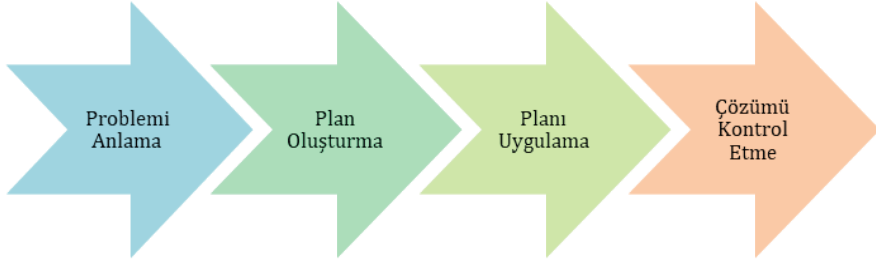 Problemi
Anlama
Plan
Oluşturma
Planı
Uygulama
Çözümü
Kontrol
Etme